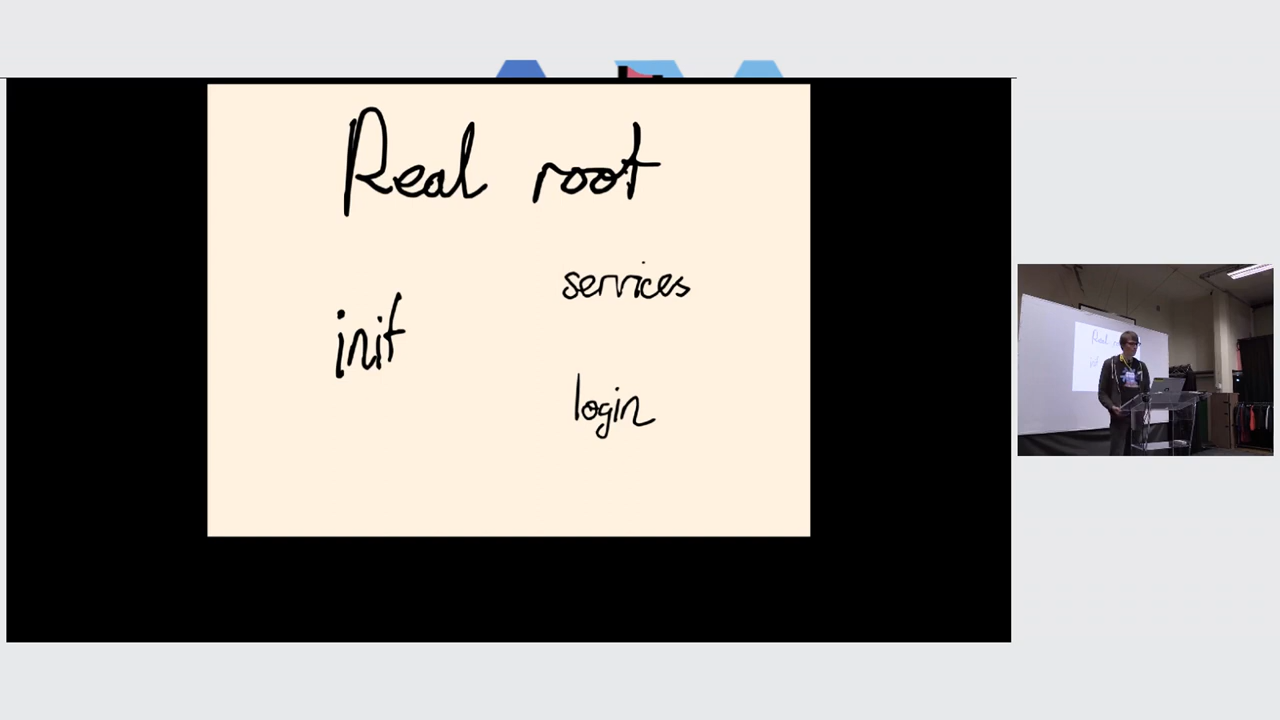 Real root
services
init
login